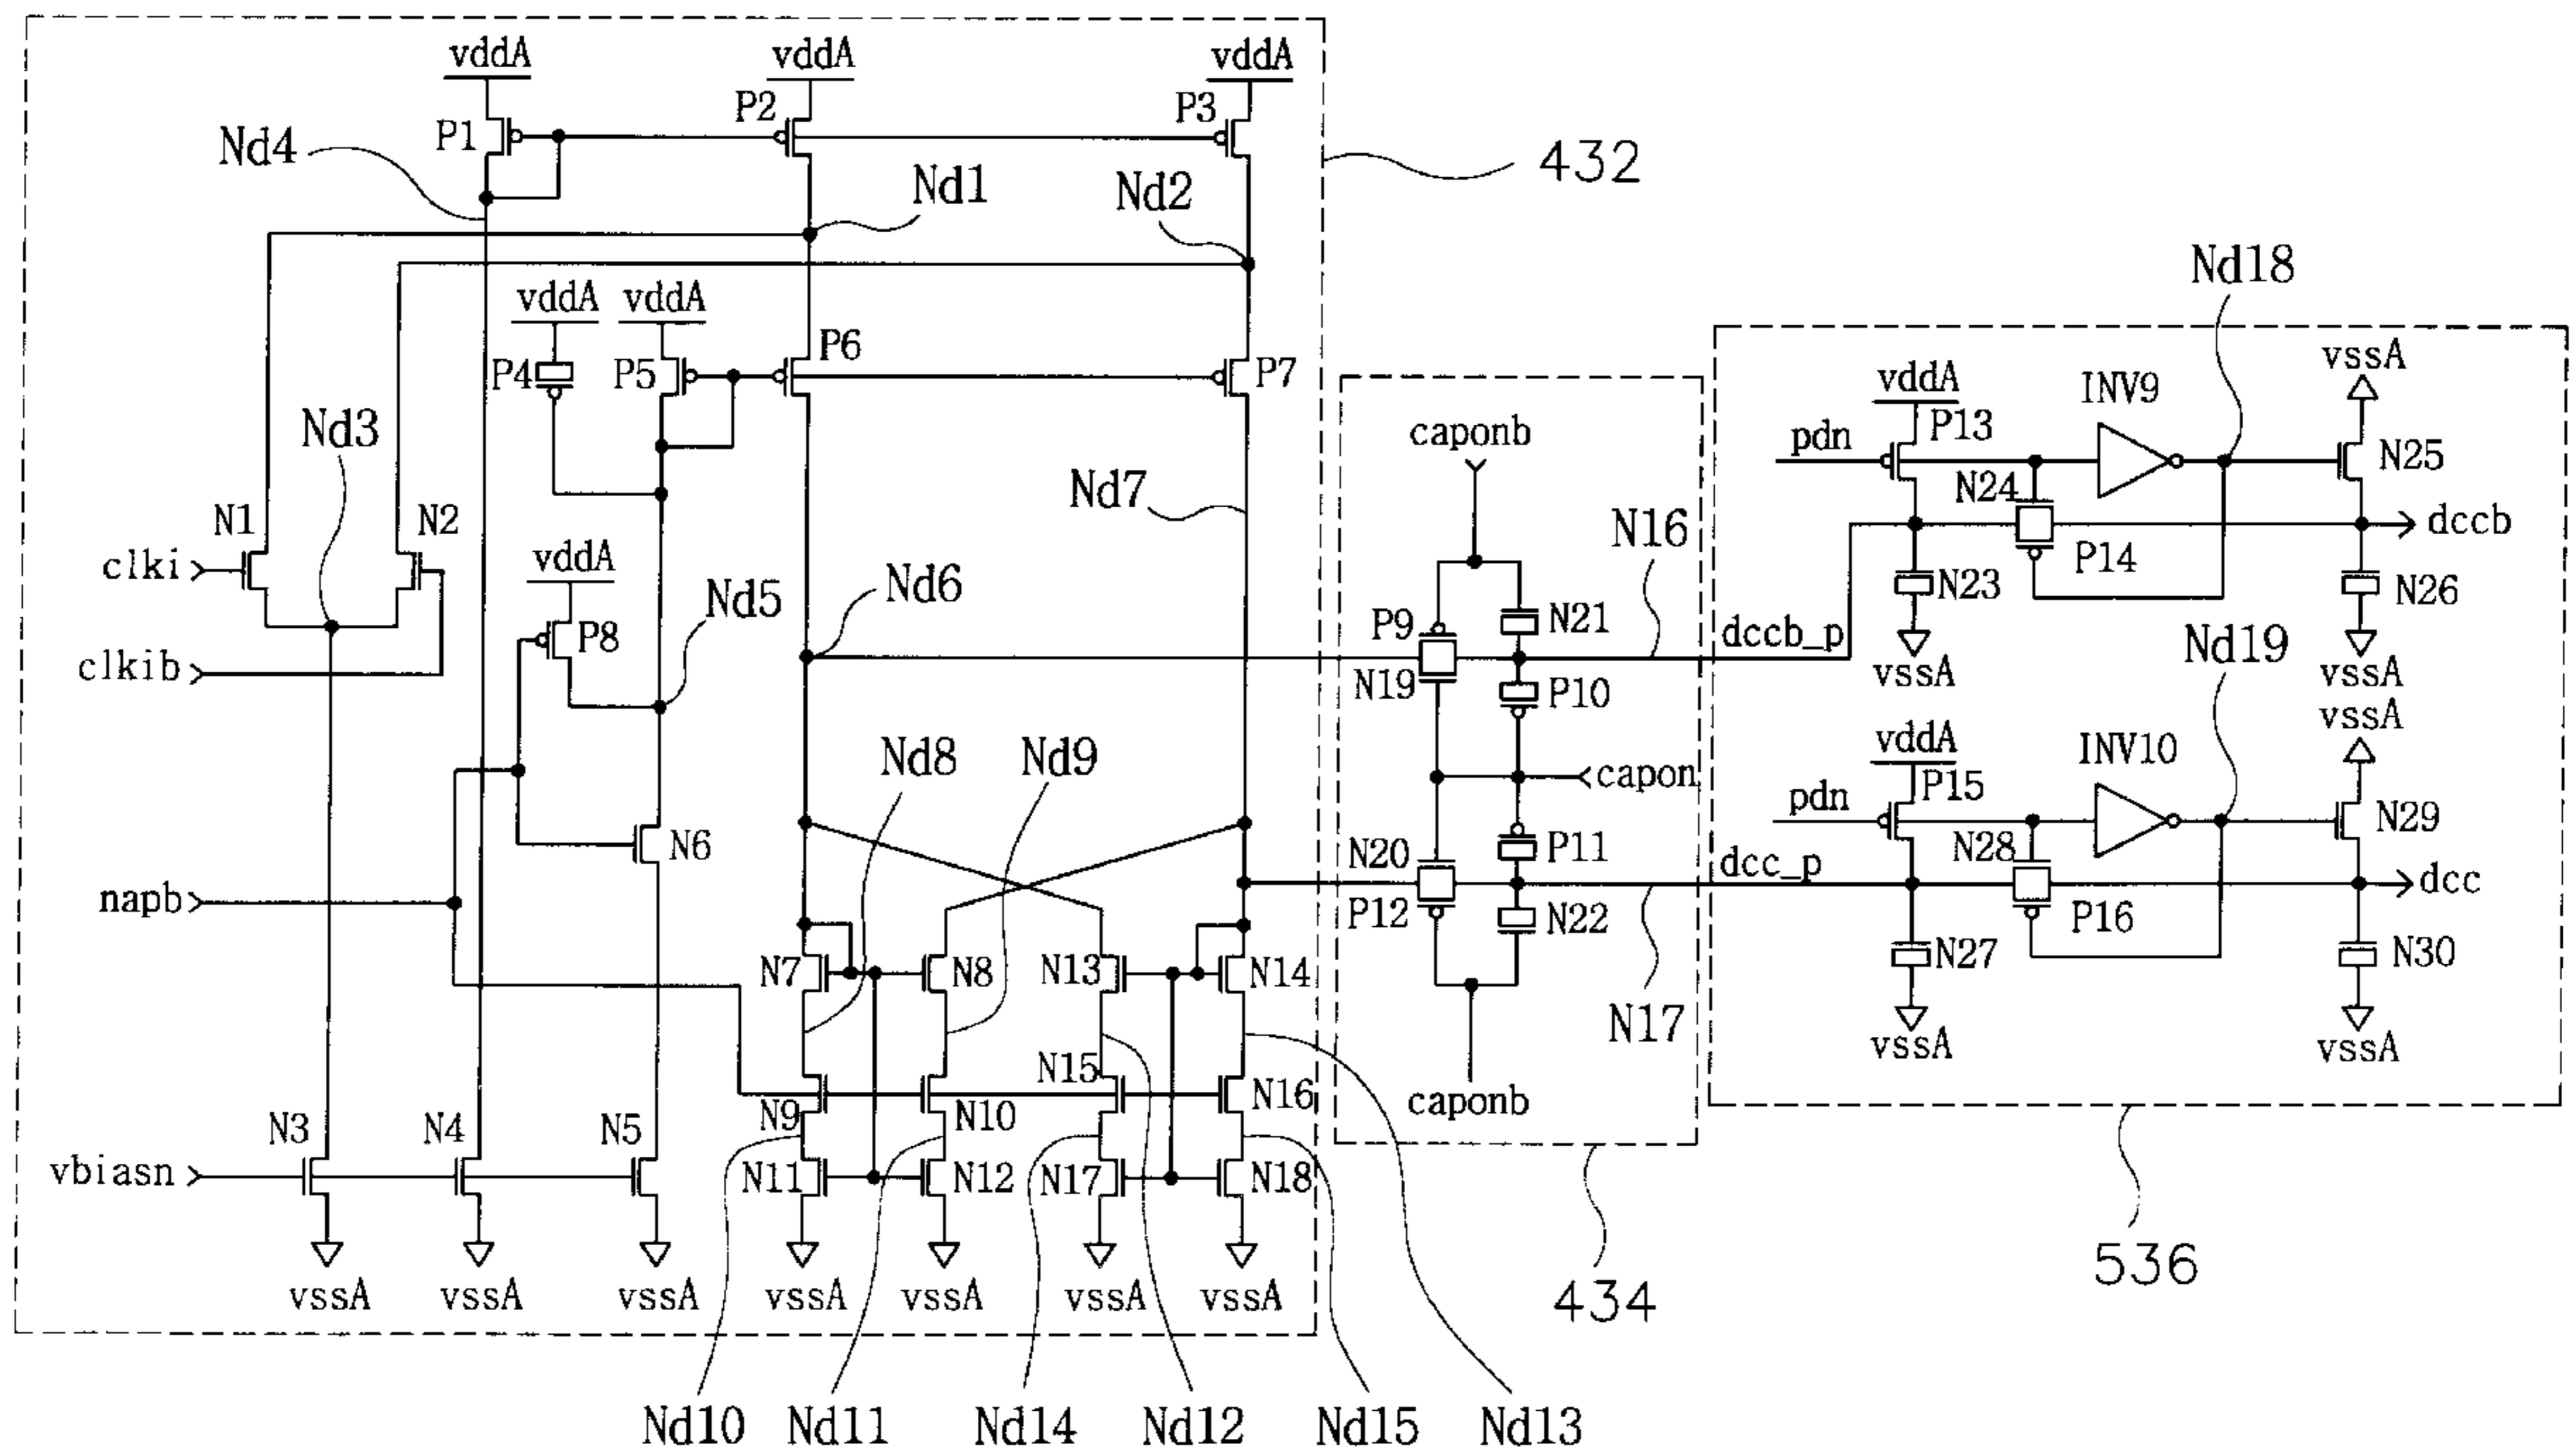 vddA vddA vddA
P1 P2 P3
Nd4 Nd1 Nd2 432
vddA vddA
P4 P5 P6 P7
Nd3 Nd7
N1 N2
clki
vddA
P8 Nd5 Nd6
clkib
Nd8 Nd9
N6
napb
N7 N8 N13 N14
N15
N9 N10 N16
N3 N4 N5
vbiasn
N11 N12 N17 N18
vssA vssA vssA vssA vssA vssA vssA
Nd10 Nd11 Nd14 Nd12 Nd15 Nd13
caponb
N16
P9 N21
N19 P10
capon
N20 P11
P12 N22
N17
caponb
434
Nd18
vddA INV9 vssA
pdn P13 N25
N24
dccb
P14
N23 N26
dccb_p
vssA vssA
Nd19
vssA
vddA INV10
pdn P15 N29
N28
dcc_p
dcc
P16
N27 N30
vssA vssA
536